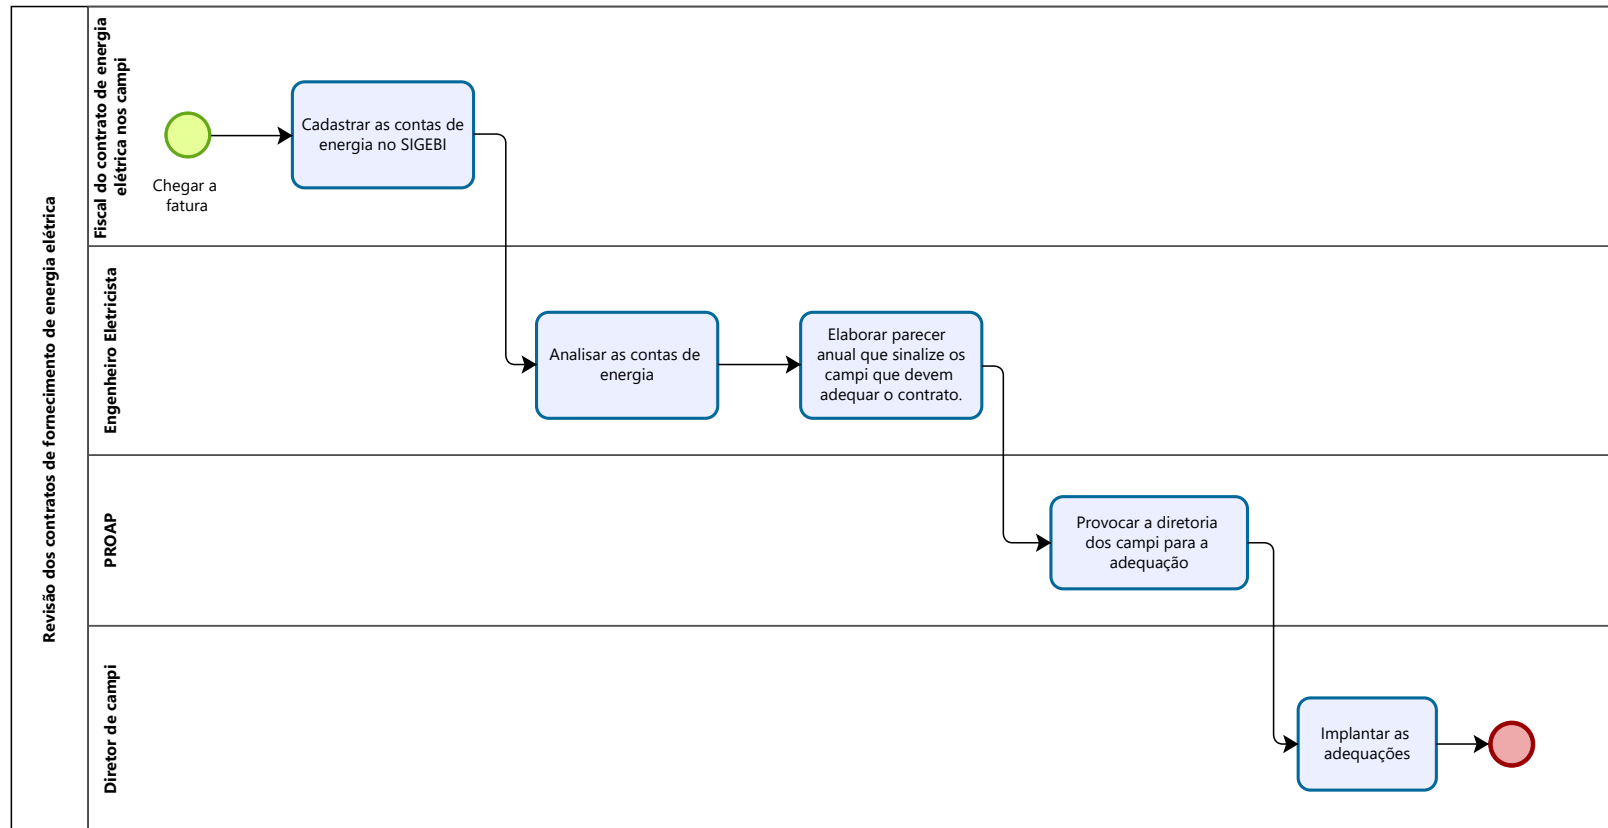 Revisão dos contratos de fornecimento de energia elétrica
Fiscal do contrato de energia
elétrica nos campi
Chegar a
fatura
Cadastrar as contas de
energia no SIGEBI
Engenheiro Eletricista
Analisar as contas de
energia
Elaborar parecer
anual que sinalize os
campi que devem
adequar o contrato.
PROAP
Provocar a diretoria
dos campi para a
adequação
Diretor de campi
Implantar as
adequações